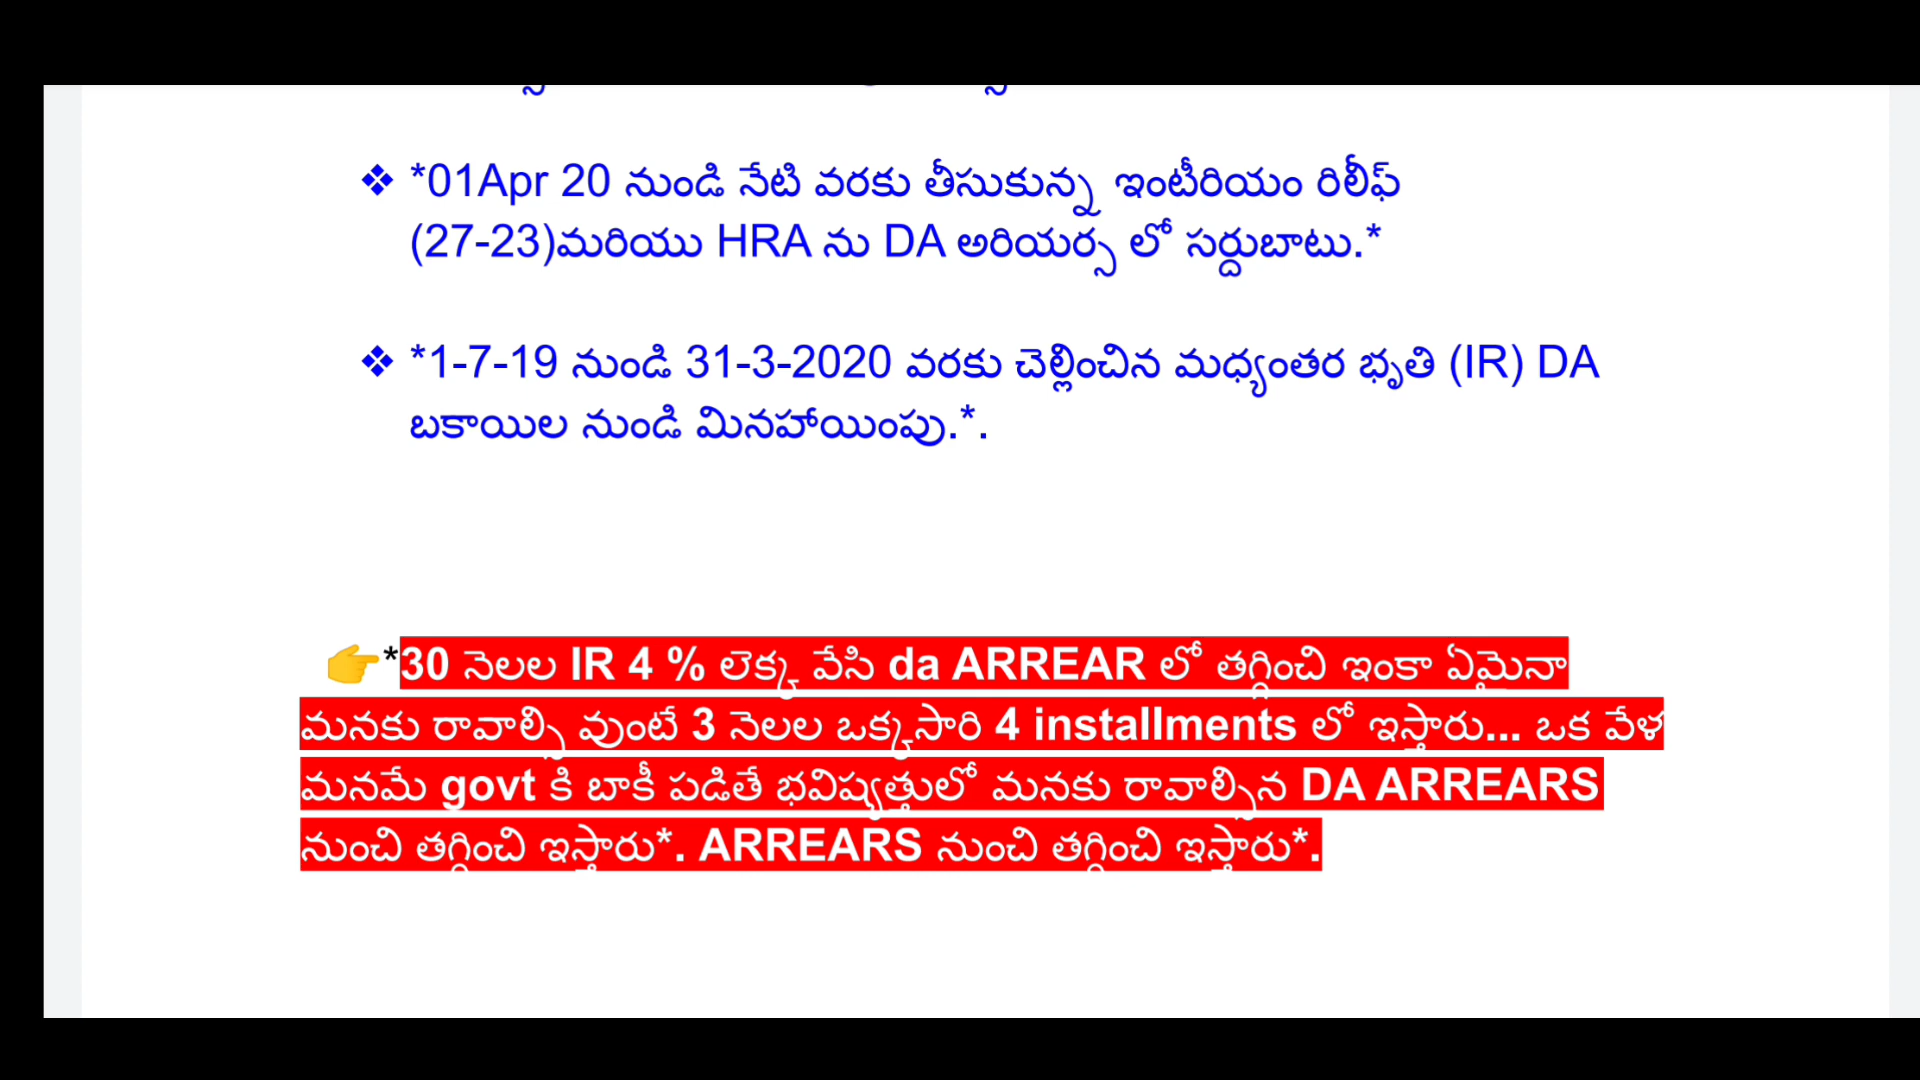 ❖ *01Apr 20 నుండి నేటి వరకు తీసుకున్న ఇంటీరియం రిలీఫ్
(27-23)మరియు HRA ను DA అరియర్స లో సర్దుబాటు.*
❖ *1-7-19 నుండి 31-3-2020 వరకు చెల్లించిన మధ్యంతర భృతి (IR) DA
బకాయిల నుండి మినహాయింపు.*.
👉*30 నెలల IR 4 % లెక్క వేసి da ARREAR లో తగ్గించి ఇంకా ఏమైనా
మనకు రావాల్సి వుంటే 3 నెలల ఒక్కసారి 4 installments లో ఇస్తారు... ఒక వేళ
మనమే govt కి బాకీ పడితే భవిష్యత్తులో మనకు రావాల్సిన DA ARREARS
నుంచి తగ్గించి ఇస్తారు*. ARREARS నుంచి తగ్గించి ఇస్తారు*.